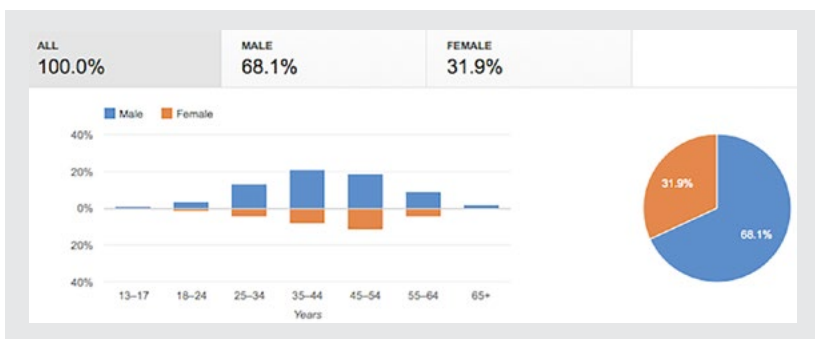 ALL MALE FEMALE
100.0% 68.1% 31.9%
Male Female
40%
20%
0%
20%
40%
13–17 18–24 25–34 35–44 45–54 55–64 65+
Years
31.9%
68.1%